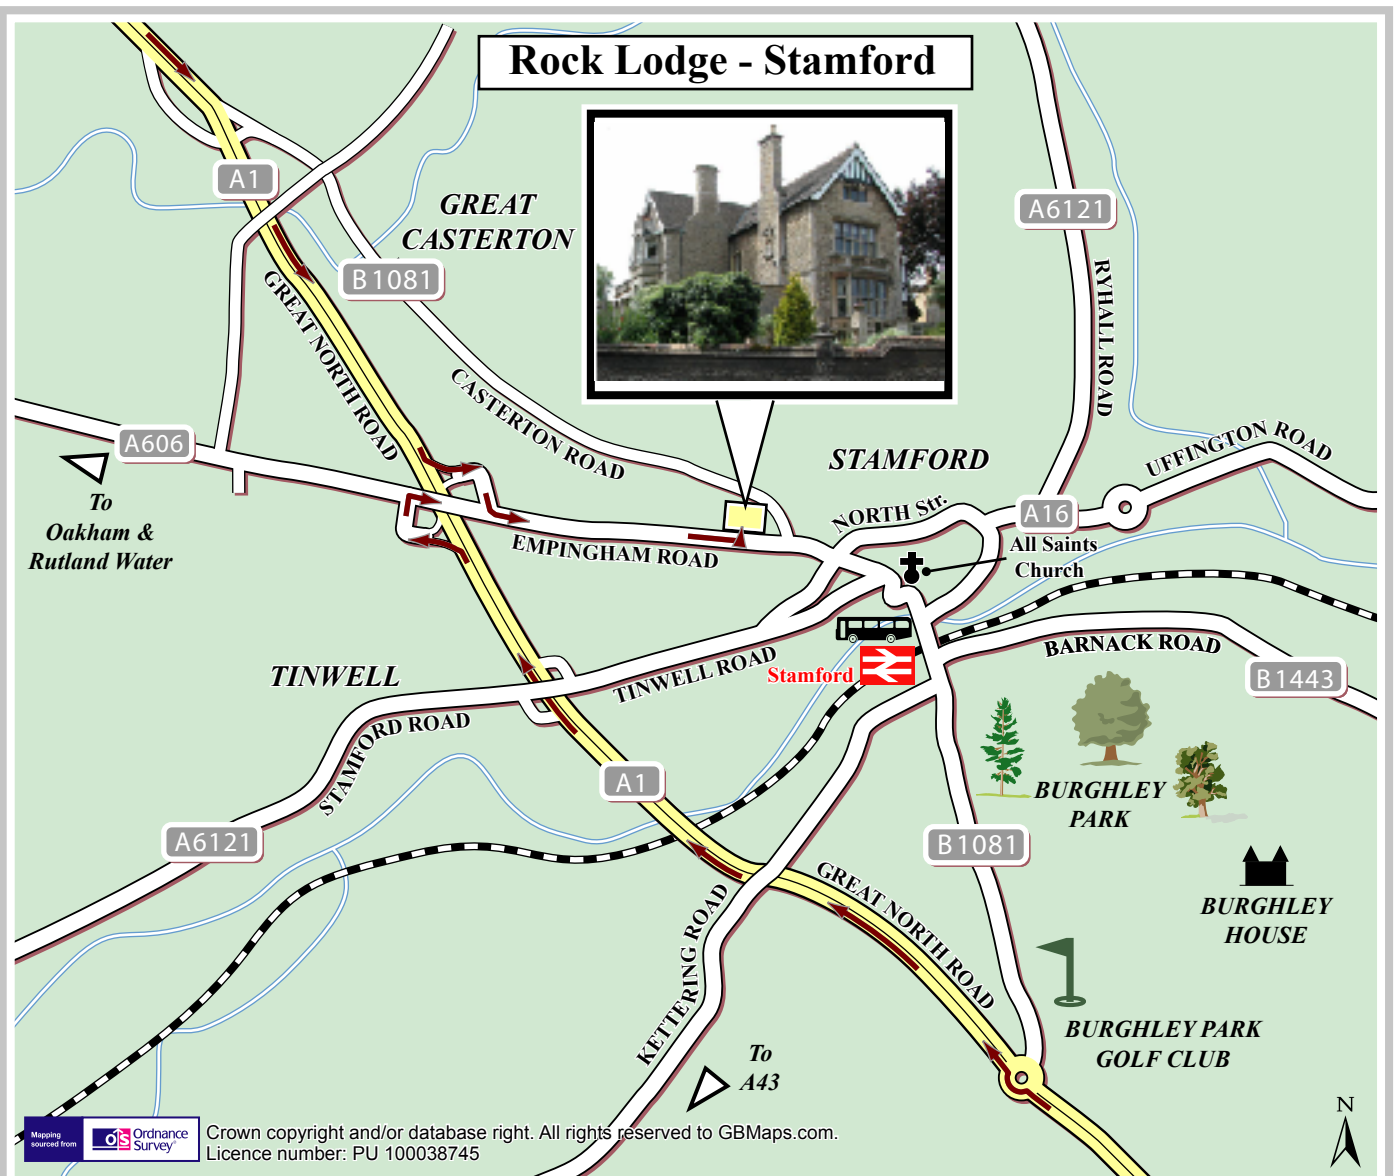 Rock Lodge - Stamford
A1
GREAT
CASTERTON
A6121
B1081
GREAT NORTH ROAD
RYHALL ROAD
CASTERTON ROAD
A606
To
Oakham &
Rutland Water
STAMFORD
UFFINGTON ROAD
NORTH Str.
A16
All Saints
Church
EMPINGHAM ROAD
TINWELL
TINWELL ROAD
Stamford
BARNACK ROAD
B1443
STAMFORD ROAD
A1
BURGHLEY
PARK
A6121
B1081
GREAT NORTH ROAD
BURGHLEY
HOUSE
KETTERING ROAD
BURGHLEY PARK
GOLF CLUB
To
A43
N
Mapping
sourced from
OS
Ordnance
Survey®
Crown copyright and/or database right. All rights reserved to GBMaps.com.
Licence number: PU 100038745